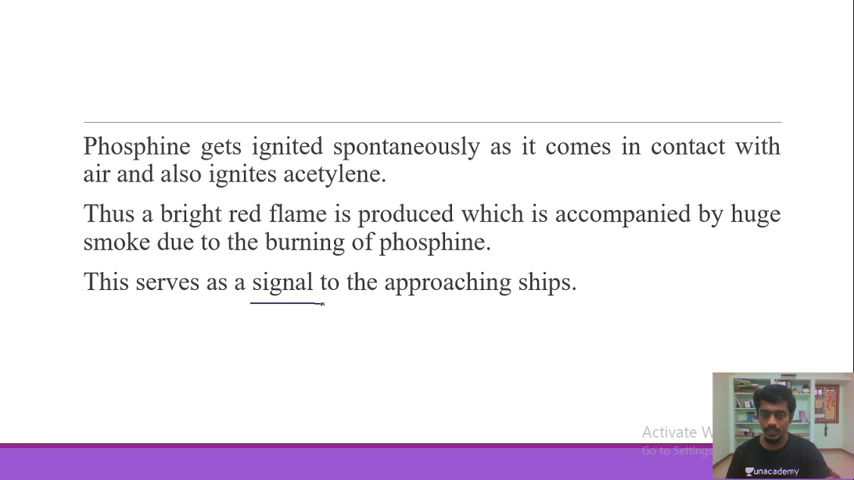 Phosphine gets ignited spontaneously as it comes in contact with
air and also ignites acetylene.
Thus a bright red flame is produced which is accompanied by huge
smoke due to the burning of phosphine.
This serves as a signal to the approaching ships.
Activate W
Go to Settings
unacademy